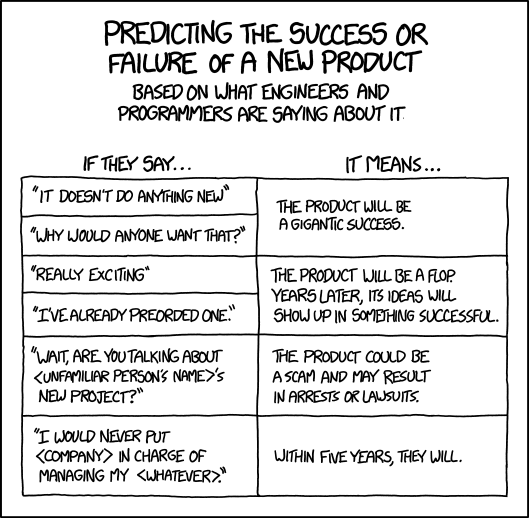 PREDICTING THE SUCCESS OR
FAILURE OF A NEW PRODUCT
BASED ON WHAT ENGINEERS AND
PROGRAMMERS ARE SAYING ABOUT IT
IF THEY SAY...
IT MEANS...
"IT DOESN'T DO ANYTHING NEW"
"WHY WOULD ANYONE WANT THAT?"
THE PRODUCT WILL BE
A GIGANTIC SUCCESS.
"REALLY EXCITING"
"I'VE ALREADY PREORDERED ONE."
THE PRODUCT WILL BE A FLOP.
YEARS LATER, ITS IDEAS WILL
SHOW UP IN SOMETHING SUCCESSFUL.
"WAIT, ARE YOU TALKING ABOUT
<UNFAMILIAR PERSON'S NAME>'S
NEW PROJECT?"
THE PRODUCT COULD BE
A SCAM AND MAY RESULT
IN ARRESTS OR LAWSUITS.
"I WOULD NEVER PUT
<COMPANY> IN CHARGE OF
MANAGING MY <WHATEVER>."
WITHIN FIVE YEARS, THEY WILL.